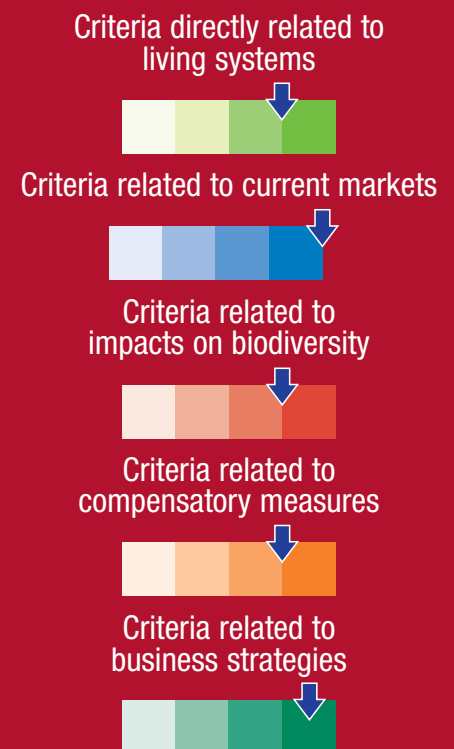 Criteria directly related to
living systems
Criteria related to current markets
Criteria related to
impacts on biodiversity
Criteria related to
compensatory measures
Criteria related to
business strategies